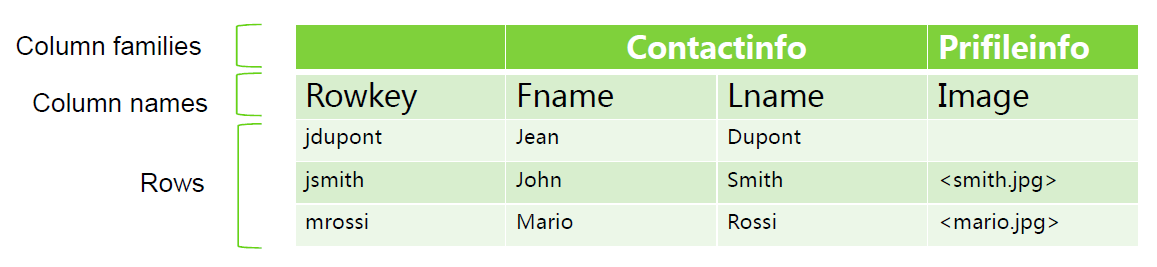 Column families Contactinfo Prifileinfo
Column names Rowkey Fname Lname Image
jdupont Jean Dupont
Rows jsmith John Smith <smith.jpg>
mrossi Mario Rossi <mario.jpg>